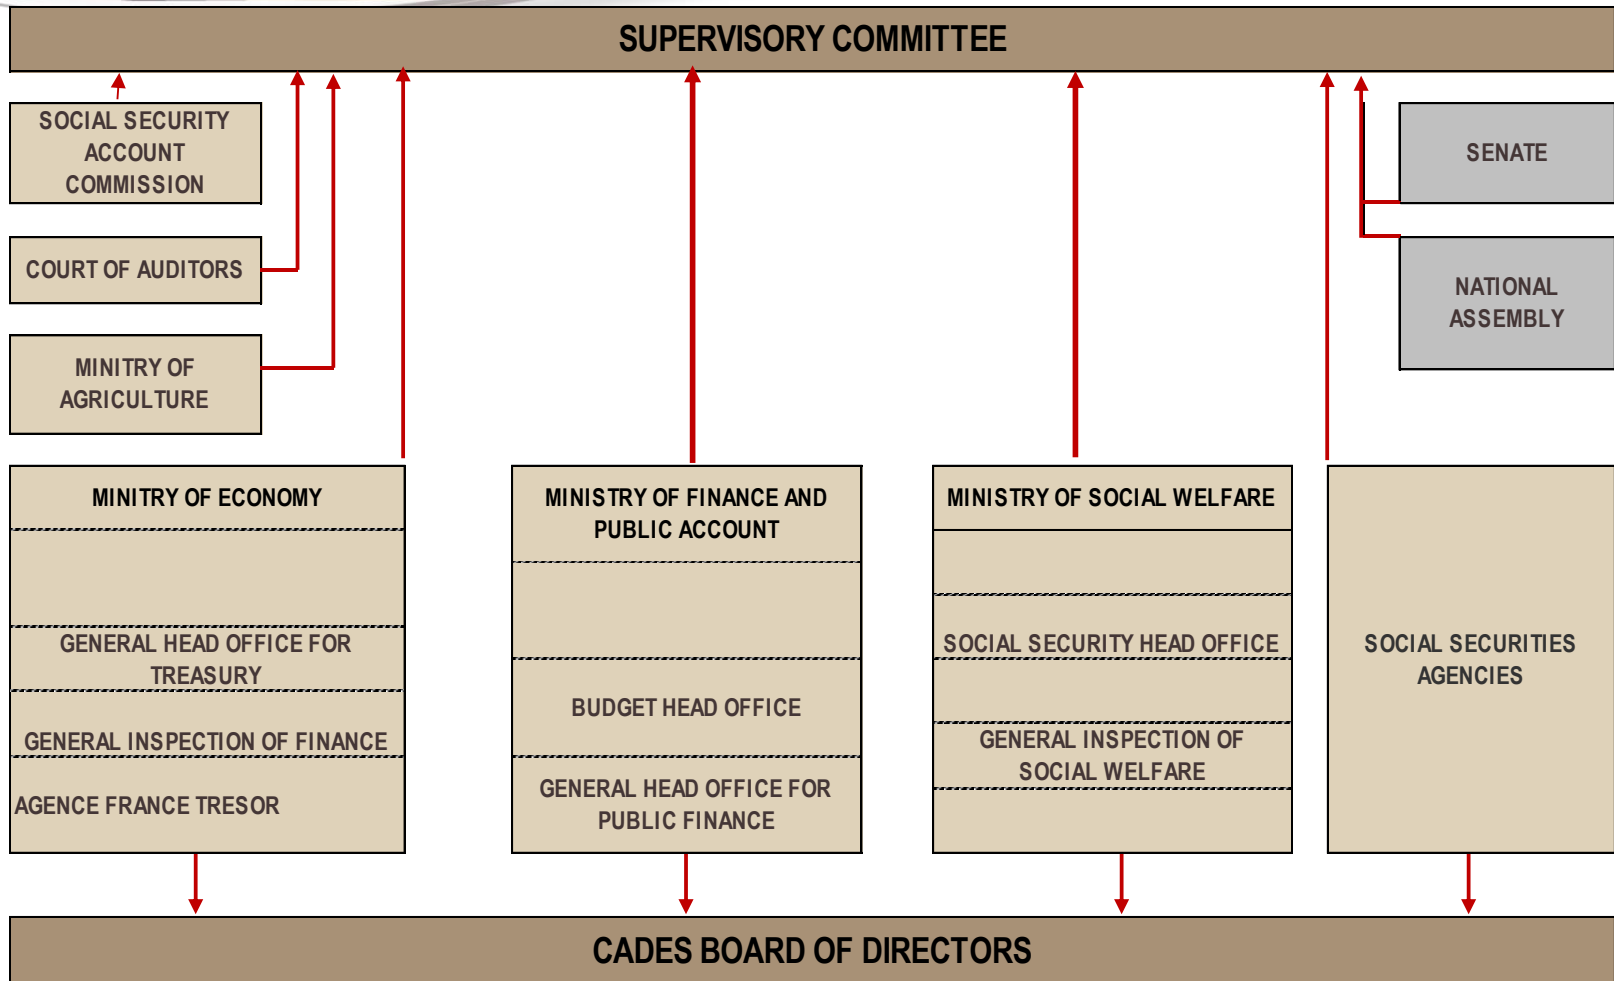 SUPERVISORY COMMITTEE
SOCIAL SECURITY
ACCOUNT
COMMISSION
SENATE
COURT OF AUDITORS
NATIONAL
ASSEMBLY
MINITRY OF
AGRICULTURE
MINITRY OF ECONOMY
GENERAL HEAD OFFICE FOR
TREASURY
GENERAL INSPECTION OF FINANCE
AGENCE FRANCE TRESOR
MINISTRY OF FINANCE AND
PUBLIC ACCOUNT
BUDGET HEAD OFFICE
GENERAL HEAD OFFICE FOR
PUBLIC FINANCE
MINISTRY OF SOCIAL WELFARE
SOCIAL SECURITY HEAD OFFICE
GENERAL INSPECTION OF
SOCIAL WELFARE
SOCIAL SECURITIES
AGENCIES
CADES BOARD OF DIRECTORS